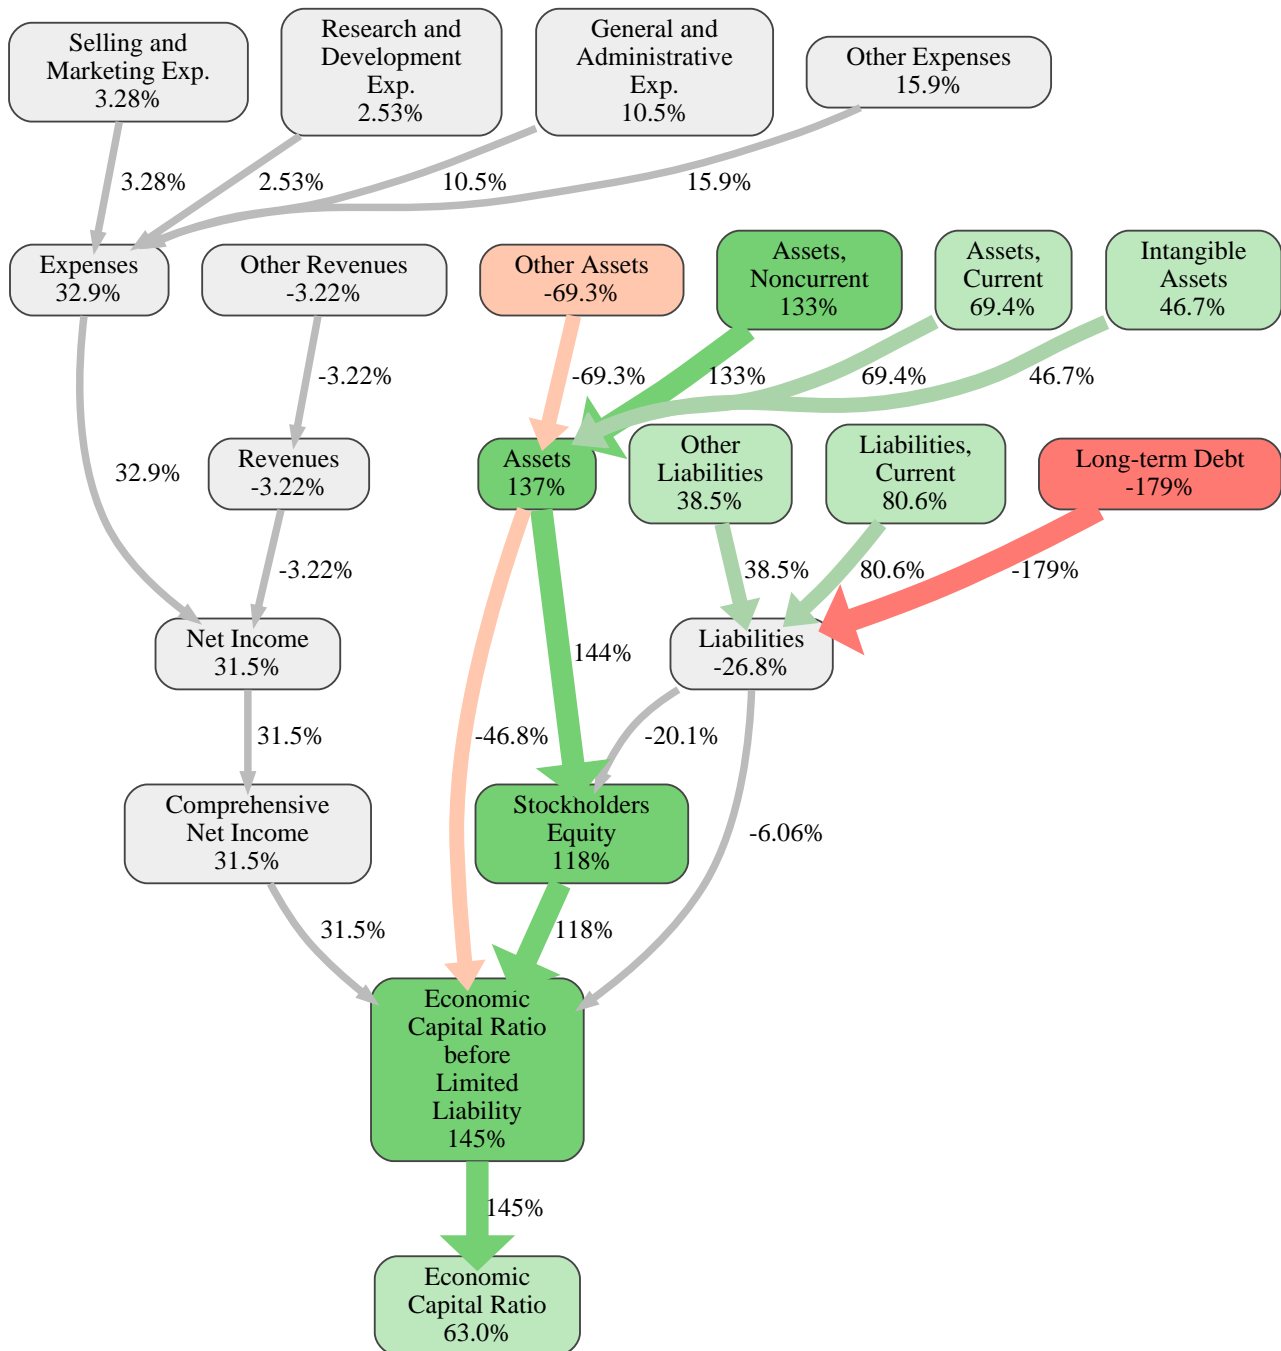 Selling and
Marketing Exp.
3.28%
Research and
Development
Exp.
2.53%
General and
Administrative
Exp.
10.5%
Other Expenses
15.9%
3.28%
2.53%
10.5%
15.9%
Expenses
32.9%
Other Revenues
-3.22%
Other Assets
-69.3%
Assets,
Noncurrent
133%
Assets,
Current
69.4%
Intangible
Assets
46.7%
-3.22%
-69.3%
133%
69.4%
46.7%
32.9%
Revenues
-3.22%
Assets
137%
Other
Liabilities
38.5%
Liabilities,
Current
80.6%
Long-term Debt
-179%
-3.22%
38.5%
80.6%
-179%
Net Income
31.5%
144%
Liabilities
-26.8%
31.5%
-46.8%
-20.1%
Comprehensive
Net Income
31.5%
Stockholders
Equity
118%
-6.06%
31.5%
118%
Economic
Capital Ratio
before
Limited
Liability
145%
145%
Economic
Capital Ratio
63.0%